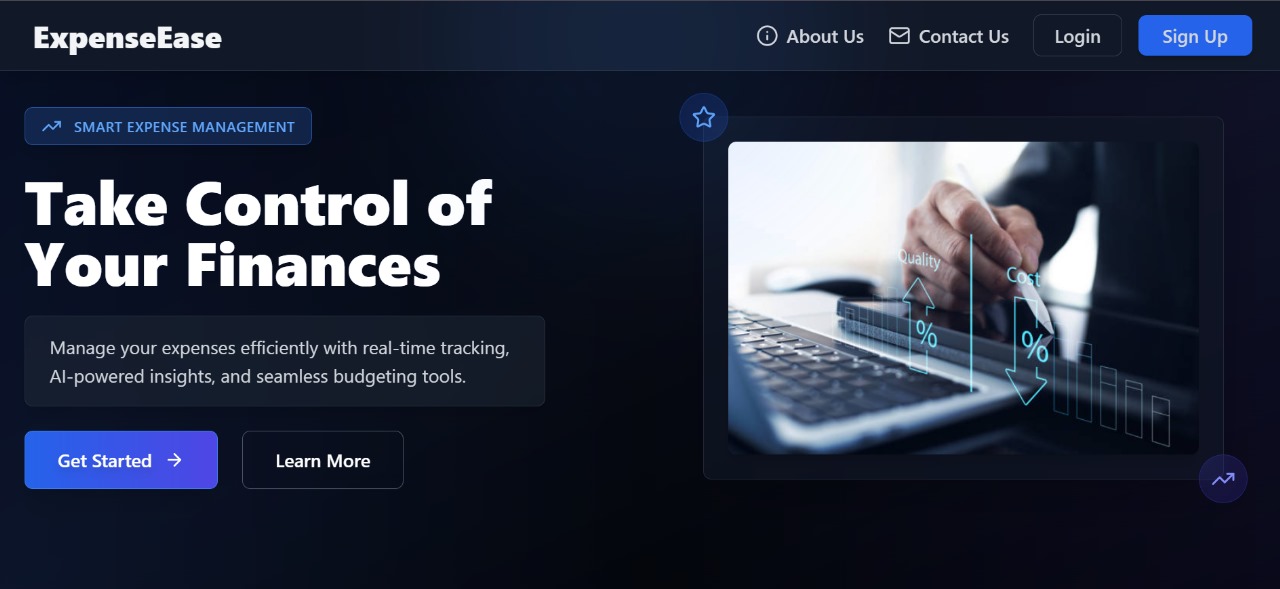 ExpenseEase
About Us
Contact Us
Login
Sign Up
SMART EXPENSE MANAGEMENT
Take Control of
Your Finances
Manage your expenses efficiently with real-time tracking,
AI-powered insights, and seamless budgeting tools.
Get Started
Learn More
Quality
%
Cost
%